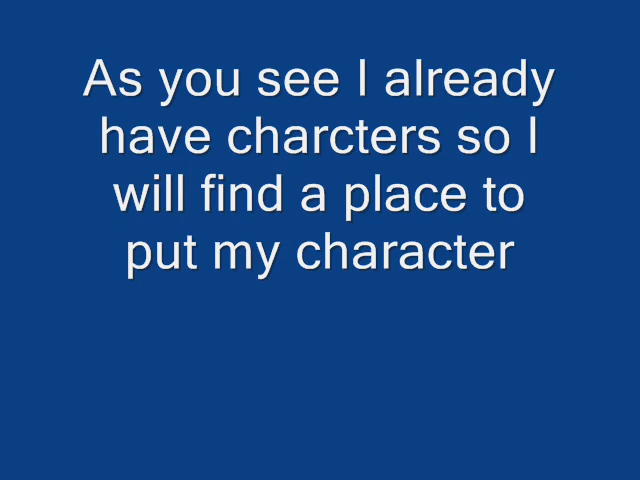 As you see I already
have charcters so I
will find a place to
put my character